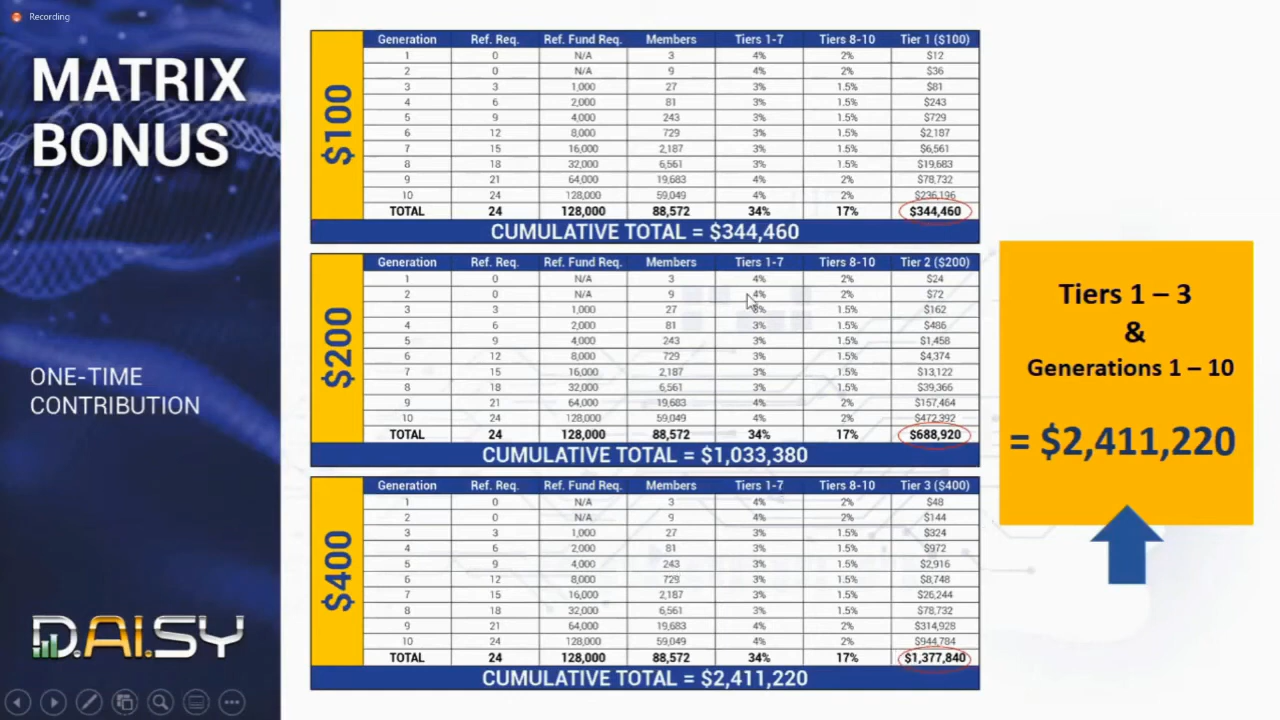 Recording
MATRIX
BONUS
ONE-TIME
CONTRIBUTION
D.AI.SY
$100
Generation Ref. Req. Ref. Fund Req. Members Tiers 1-7 Tiers 8-10 Tier 1 ($100)
1 0 N/A 3 4% 2% $12
2 0 N/A 9 4% 2% $36
3 3 1,000 27 3% 1.5% $81
4 6 2,000 81 3% 1.5% $243
5 9 4,000 243 3% 1.5% $729
6 12 8,000 729 3% 1.5% $2,187
7 15 16,000 2,187 3% 1.5% $6,561
8 18 32,000 6,561 3% 1.5% $19,683
9 21 64,000 19,683 4% 2% $78,732
10 24 128,000 59,049 4% 2% $236,196
TOTAL 24 128,000 88,572 34% 17% $344,460
CUMULATIVE TOTAL = $344,460
$200
Generation Ref. Req. Ref. Fund Req. Members Tiers 1-7 Tiers 8-10 Tier 2 ($200)
1 0 N/A 3 4% 2% $24
2 0 N/A 9 4% 2% $72
3 3 1,000 27 3% 1.5% $162
4 6 2,000 81 3% 1.5% $486
5 9 4,000 243 3% 1.5% $1,458
6 12 8,000 729 3% 1.5% $4,374
7 15 16,000 2,187 3% 1.5% $13,122
8 18 32,000 6,561 3% 1.5% $39,366
9 21 64,000 19,683 4% 2% $157,464
10 24 128,000 59,049 4% 2% $472,392
TOTAL 24 128,000 88,572 34% 17% $688,920
CUMULATIVE TOTAL = $1,033,380
$400
Generation Ref. Req. Ref. Fund Req. Members Tiers 1-7 Tiers 8-10 Tier 3 ($400)
1 0 N/A 3 4% 2% $48
2 0 N/A 9 4% 2% $144
3 3 1,000 27 3% 1.5% $324
4 6 2,000 81 3% 1.5% $972
5 9 4,000 243 3% 1.5% $2,916
6 12 8,000 729 3% 1.5% $8,748
7 15 16,000 2,187 3% 1.5% $26,244
8 18 32,000 6,561 3% 1.5% $78,732
9 21 64,000 19,683 4% 2% $314,928
10 24 128,000 59,049 4% 2% $944,784
TOTAL 24 128,000 88,572 34% 17% $1,377,840
CUMULATIVE TOTAL = $2,411,220
Tiers 1 – 3
&
Generations 1 – 10
= $2,411,220